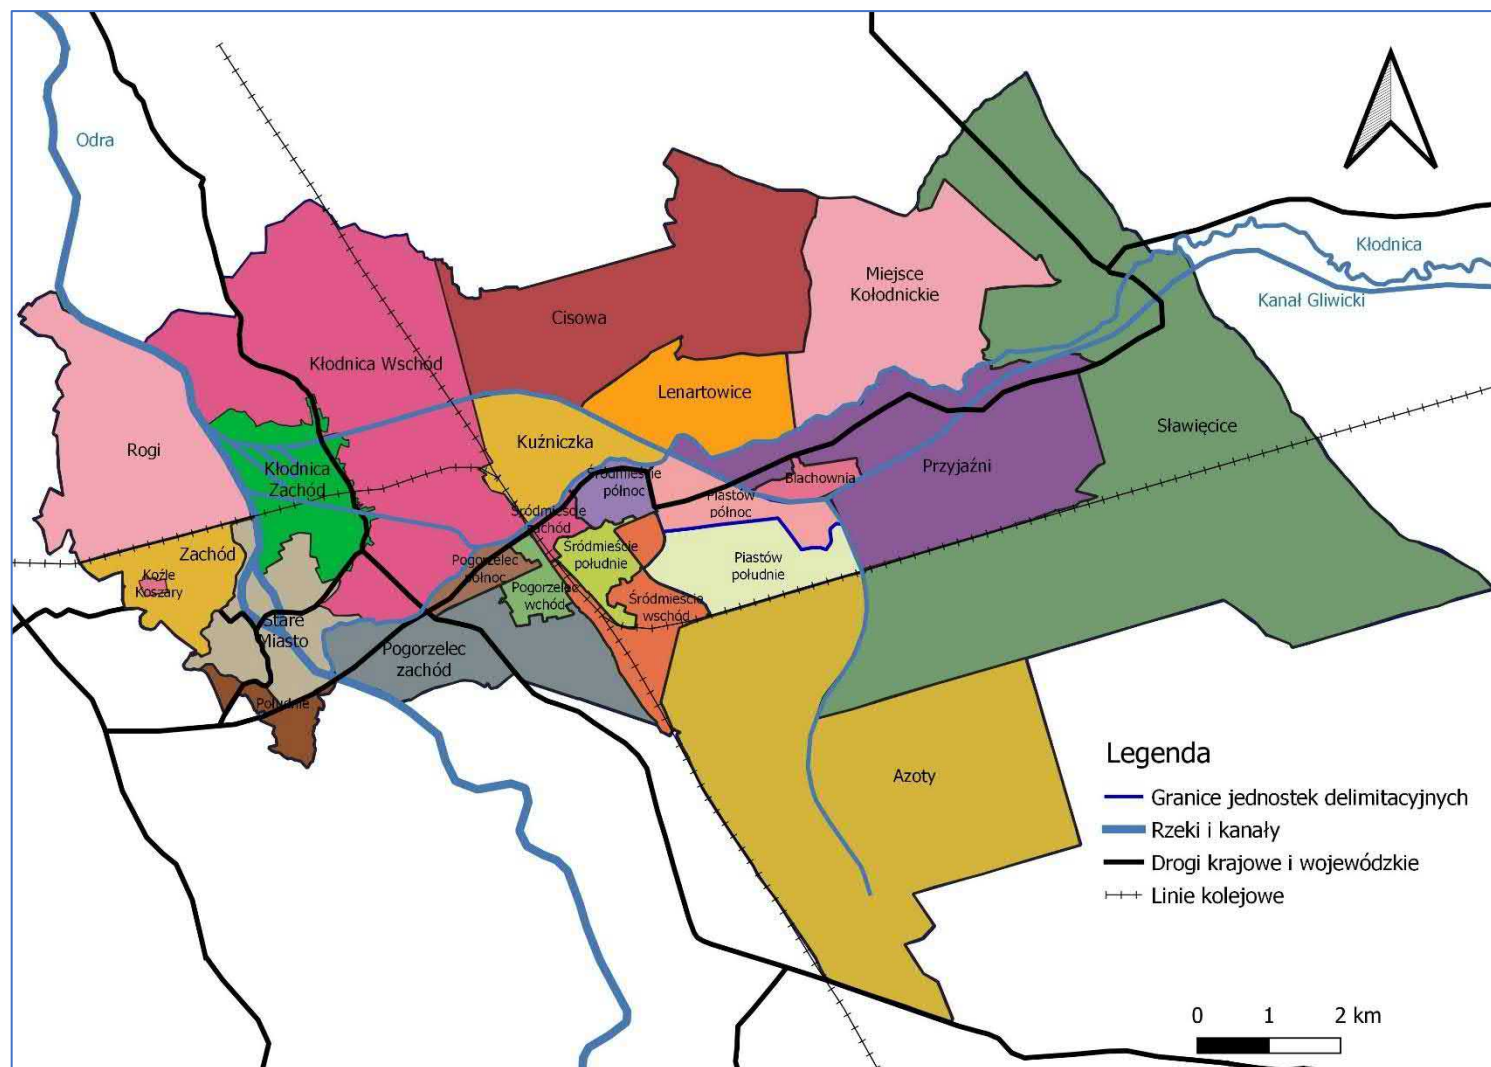 Odra
Kłodnica
Kanał Gliwicki
Miejsce
Kołodnickie
Cisowa
Kłodnica Wschód
Lenartowice
Sławięcice
Kuźniczka
Rogi
Kłodnica
Zachód
Przyjaźni
Blachownia
Śródmieście
północ
Piastów
północ
Śródmieście
zachód
Zachód
Śródmieście
południe
Piastów
południe
Pogorzelec
północ
Koźle
Koszary
Pogorzelec
wchód
Śródmieście
wschód
Stare
Miasto
Pogorzelec
zachód
Południe
Azoty
Legenda
Granice jednostek delimitacyjnych
Rzeki i kanały
Drogi krajowe i wojewódzkie
Linie kolejowe
0 1 2 km